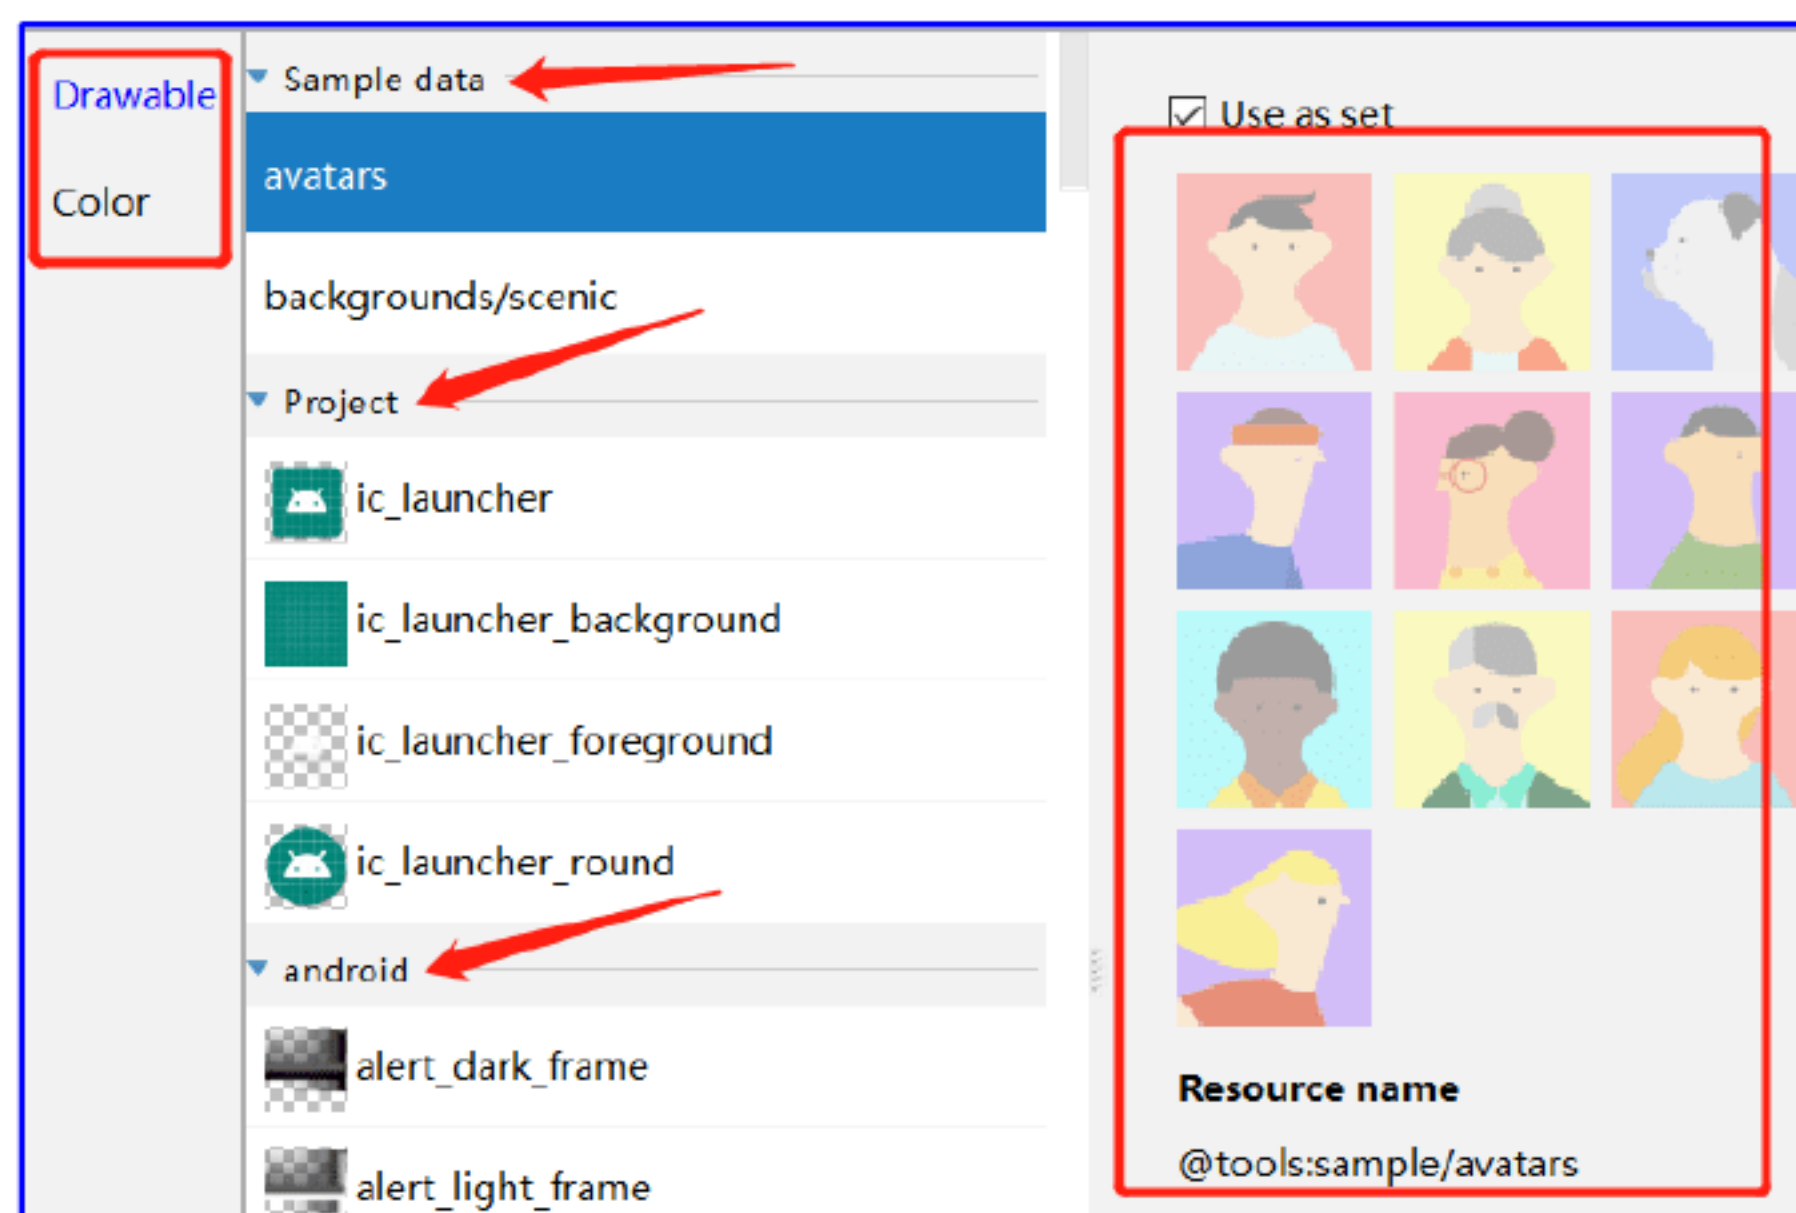 Drawable
Color
Sample data
avatars
backgrounds/scenic
Project
ic_launcher
ic_launcher_background
ic_launcher_foreground
ic_launcher_round
android
alert_dark_frame
alert_light_frame
Use as set
Resource name
@tools:sample/avatars